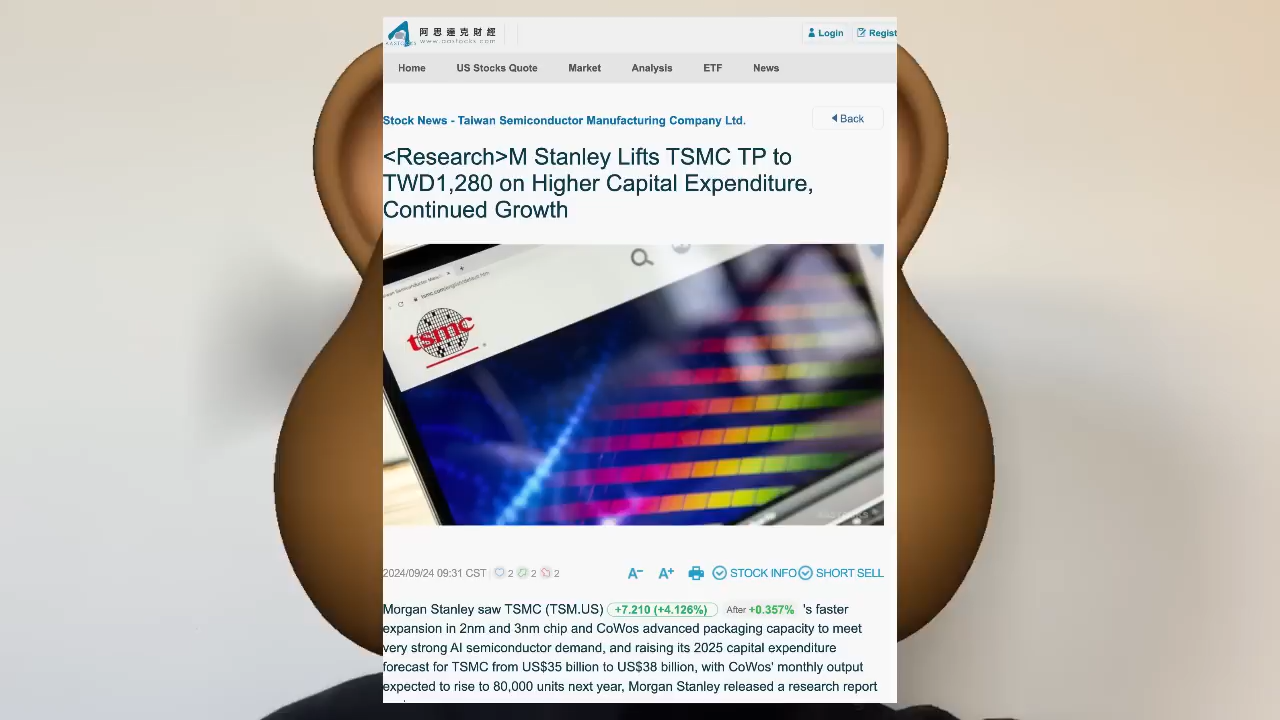 阿思達克財經
www.aastocks.com
Login
Regist
Home US Stocks Quote Market Analysis ETF News
Stock News - Taiwan Semiconductor Manufacturing Company Ltd.
Back
<Research>M Stanley Lifts TSMC TP to
TWD1,280 on Higher Capital Expenditure,
Continued Growth
tsmc
2024/09/24 09:31 CST 2 2 2
A− A+ STOCK INFO SHORT SELL
Morgan Stanley saw TSMC (TSM.US) +7.210 (+4.126%) After +0.357% 's faster
expansion in 2nm and 3nm chip and CoWos advanced packaging capacity to meet
very strong AI semiconductor demand, and raising its 2025 capital expenditure
forecast for TSMC from US$35 billion to US$38 billion, with CoWos' monthly output
expected to rise to 80,000 units next year, Morgan Stanley released a research report